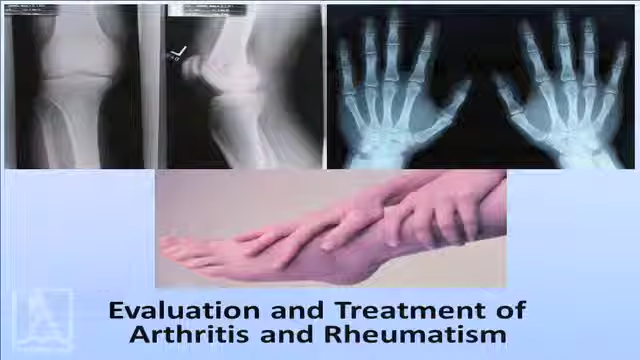 Evaluation and Treatment of
Arthritis and Rheumatism